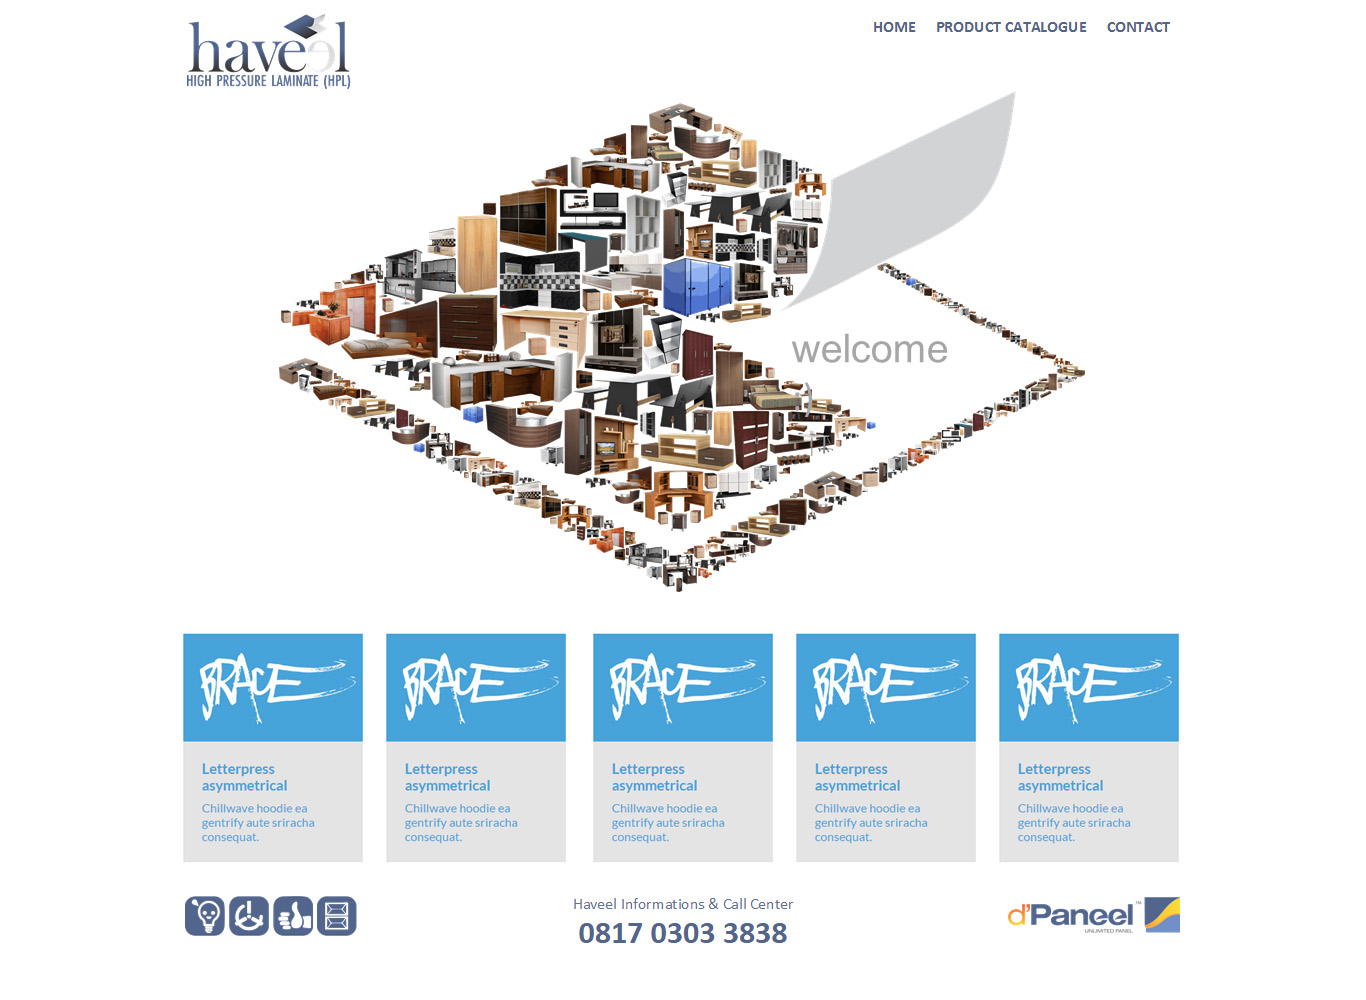 haveel
HIGH PRESSURE LAMINATE (HPL)
HOME PRODUCT CATALOGUE CONTACT
welcome
BRACE BRACE BRACE BRACE BRACE
Letterpress
asymmetrical
Chillwave hoodie ea
gentrify aute sriracha
consequat.
Letterpress
asymmetrical
Chillwave hoodie ea
gentrify aute sriracha
consequat.
Letterpress
asymmetrical
Chillwave hoodie ea
gentrify aute sriracha
consequat.
Letterpress
asymmetrical
Chillwave hoodie ea
gentrify aute sriracha
consequat.
Letterpress
asymmetrical
Chillwave hoodie ea
gentrify aute sriracha
consequat.
Haveel Informations & Call Center
0817 0303 3838
d'Paneel™
UNLIMITED PANEL